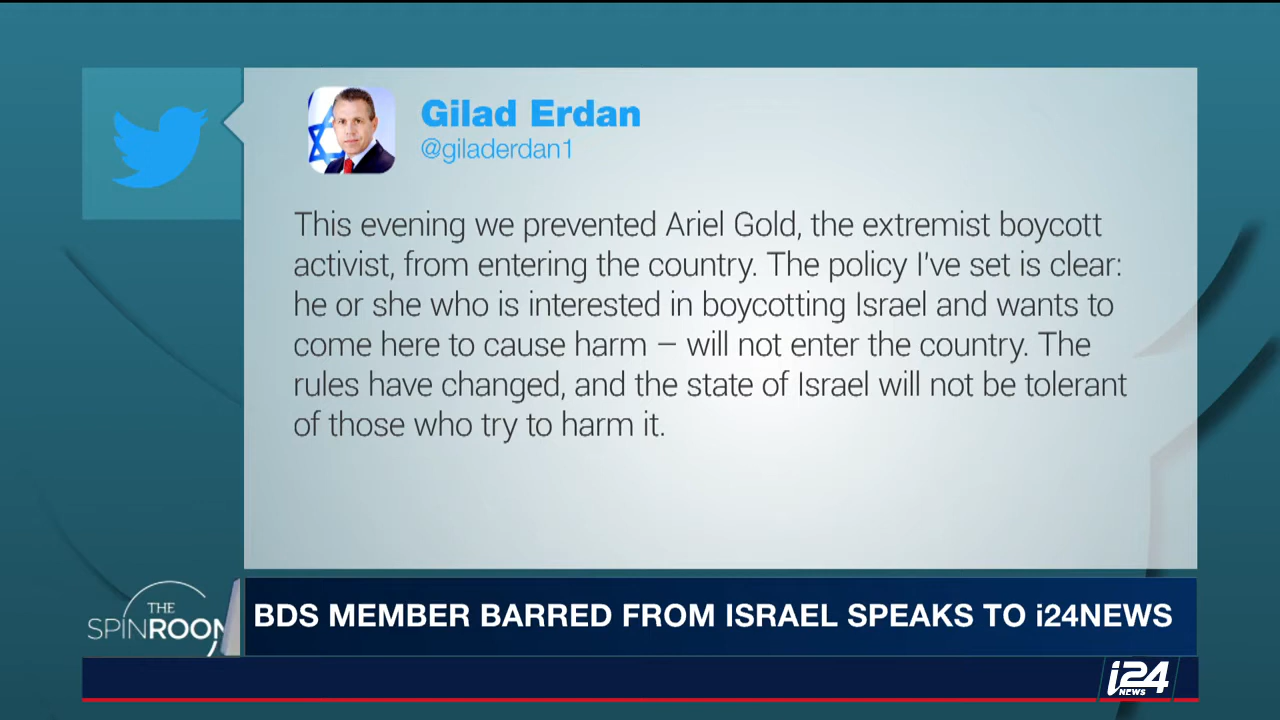 Gilad Erdan
@giladerdan1
This evening we prevented Ariel Gold, the extremist boycott
activist, from entering the country. The policy I've set is clear:
he or she who is interested in boycotting Israel and wants to
come here to cause harm – will not enter the country. The
rules have changed, and the state of Israel will not be tolerant
of those who try to harm it.
THE
SPINROOM
BDS MEMBER BARRED FROM ISRAEL SPEAKS TO i24NEWS
i24
NEWS